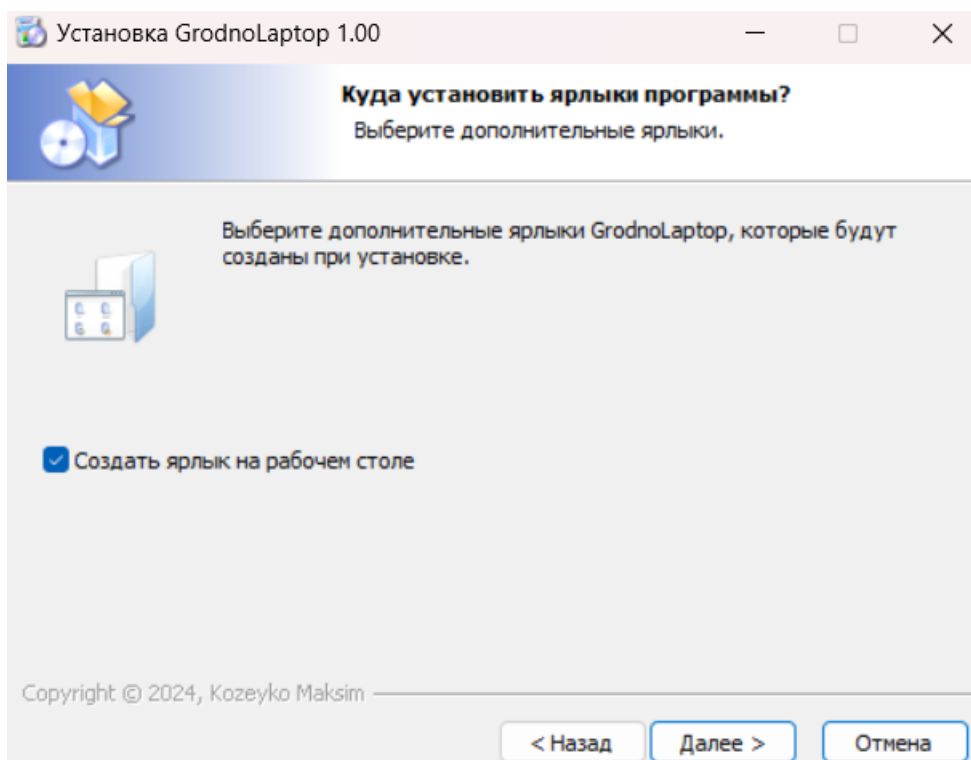 Установка GrodnoLaptop 1.00
Куда установить ярлыки программы?
Выберите дополнительные ярлыки.
Выберите дополнительные ярлыки GrodnoLaptop, которые будут
созданы при установке.
Создать ярлык на рабочем столе
Copyright © 2024, Kozeyko Maksim
< Назад Далее > Отмена